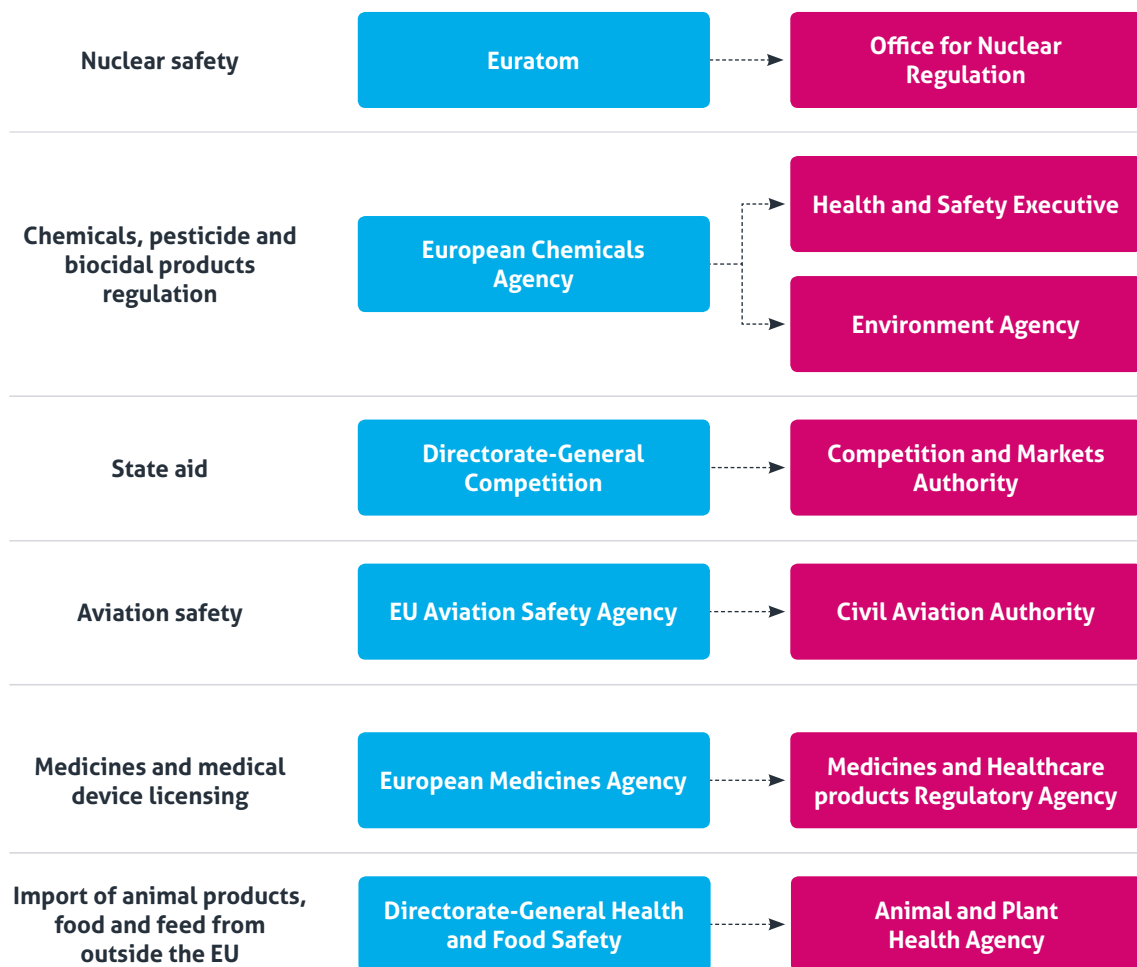 Nuclear safety
Euratom
Office for Nuclear
Regulation
Chemicals, pesticide and
biocidal products
regulation
European Chemicals
Agency
Health and Safety Executive
Environment Agency
State aid
Directorate-General
Competition
Competition and Markets
Authority
Aviation safety
EU Aviation Safety Agency
Civil Aviation Authority
Medicines and medical
device licensing
European Medicines Agency
Medicines and Healthcare
products Regulatory Agency
Import of animal products,
food and feed from
outside the EU
Directorate-General Health
and Food Safety
Animal and Plant
Health Agency